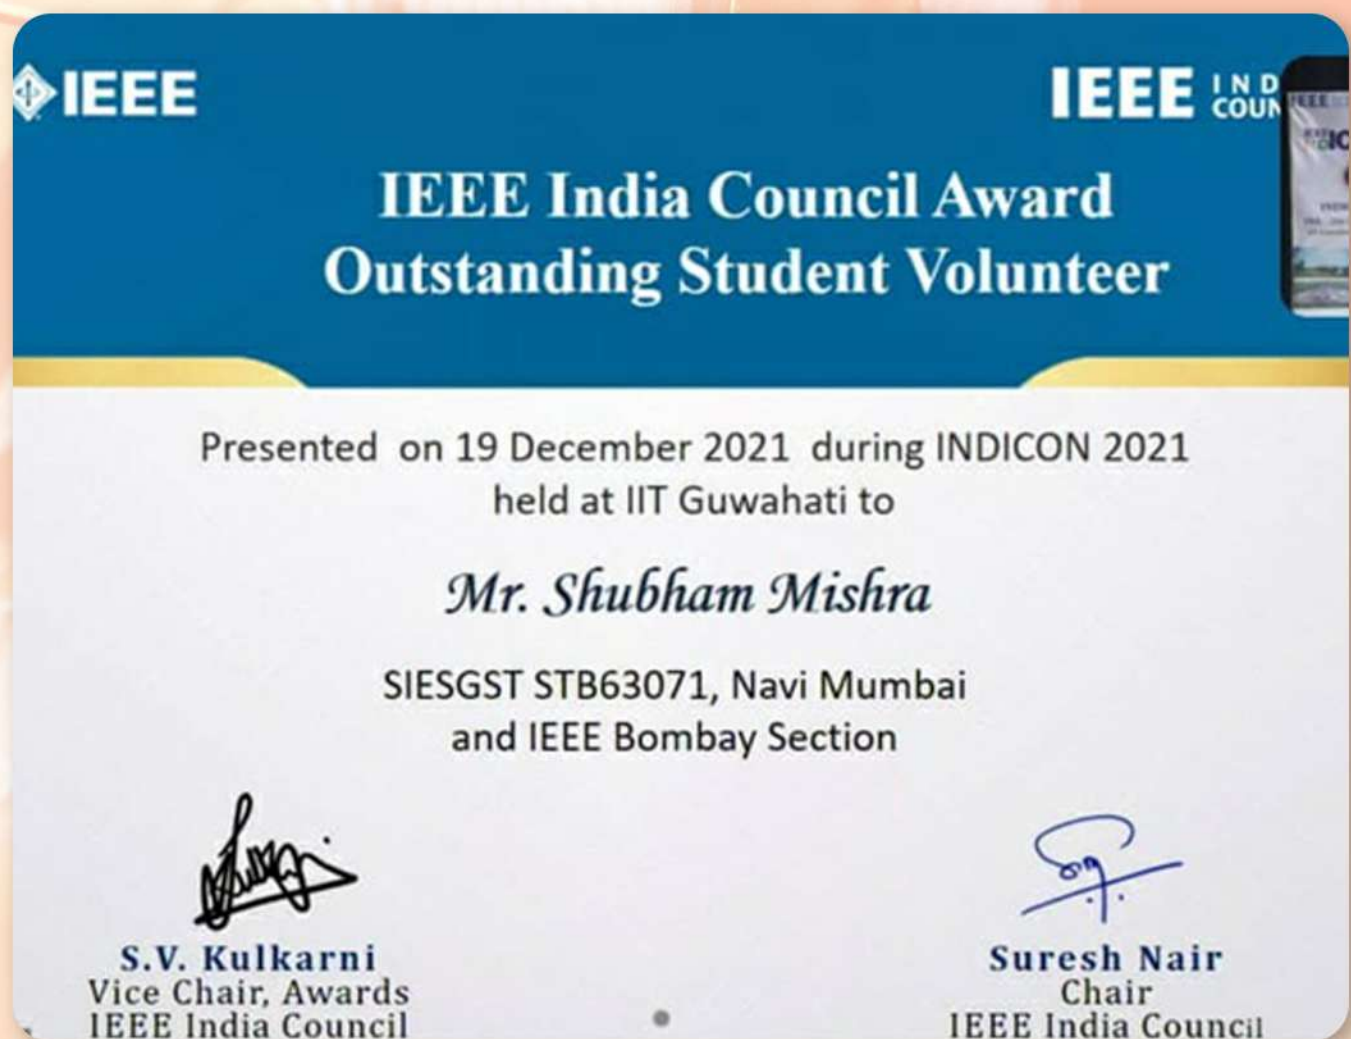 IEEE
IEEE IND
COUN
IEEE India Council Award
Outstanding Student Volunteer
Presented on 19 December 2021 during INDICON 2021
held at IIT Guwahati to
Mr. Shubham Mishra
SIESGST STB63071, Navi Mumbai
and IEEE Bombay Section
S.V. Kulkarni
Vice Chair, Awards
IEEE India Council
Suresh Nair
Chair
IEEE India Council